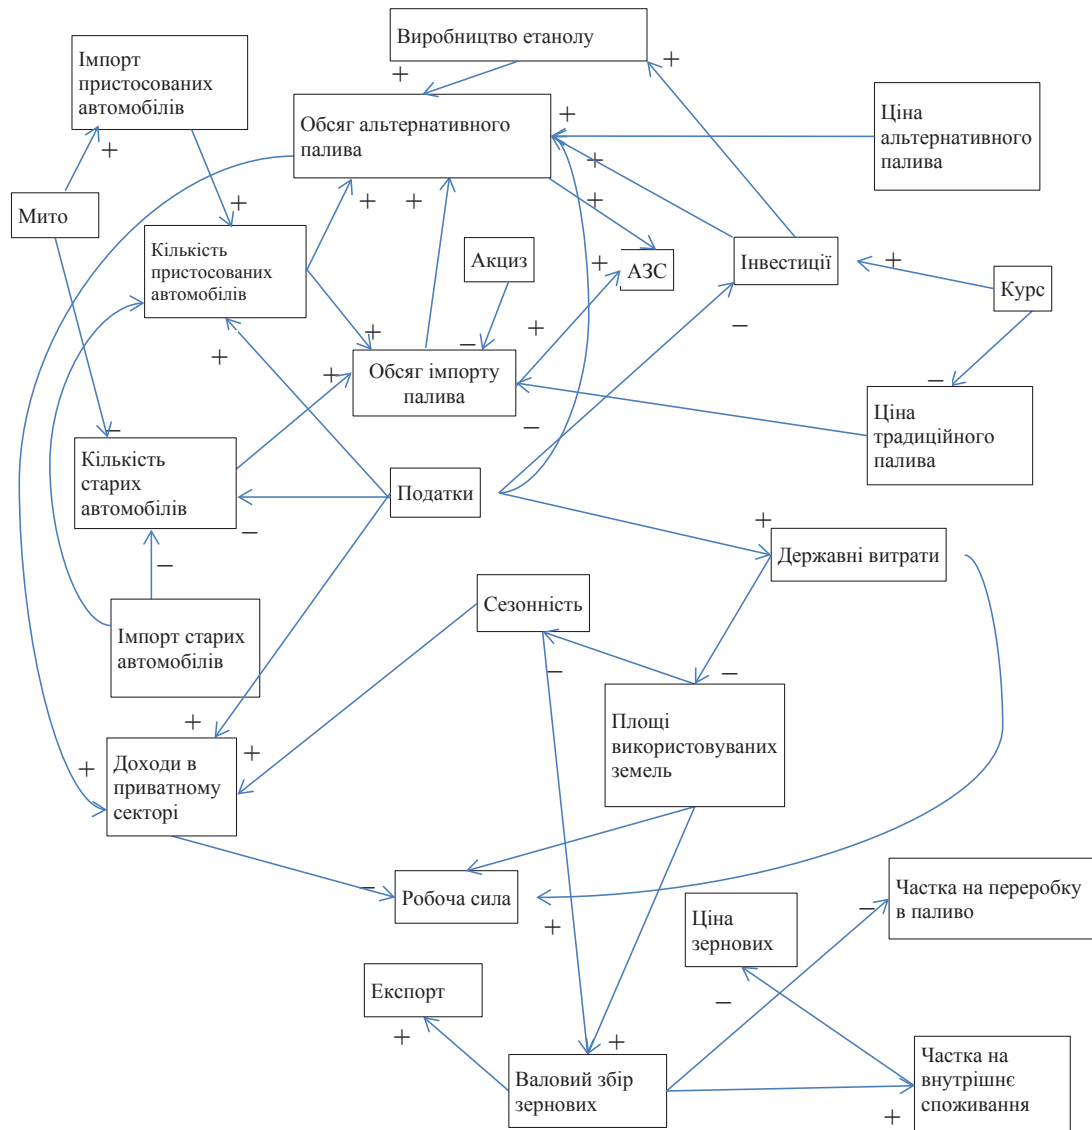 Виробництво етанолу
Імпорт
пристосованих
автомобілів
+
+
+
Обсяг альтернативного
палива
+
Ціна
альтернативного
палива
+
+
Мито
+
+
+
+
Кількість
пристосованих
автомобілів
Акциз
+
АЗС
Інвестиції
+
Курс
+
–
+
–
+
+
Обсяг імпорту
палива
–
Ціна
традиційного
палива
–
–
Кількість
старих
автомобілів
Податки
–
+
Державні витрати
–
Сезонність
Імпорт старих
автомобілів
–
–
+
+
Площі
використовуваних
земель
+
Доходи в
приватному
секторі
–
Робоча сила
+
Ціна
зернових
–
Частка на переробку
в паливо
Експорт
–
+
+
Валовий збір
зернових
Частка на
внутрішнє
споживання
+